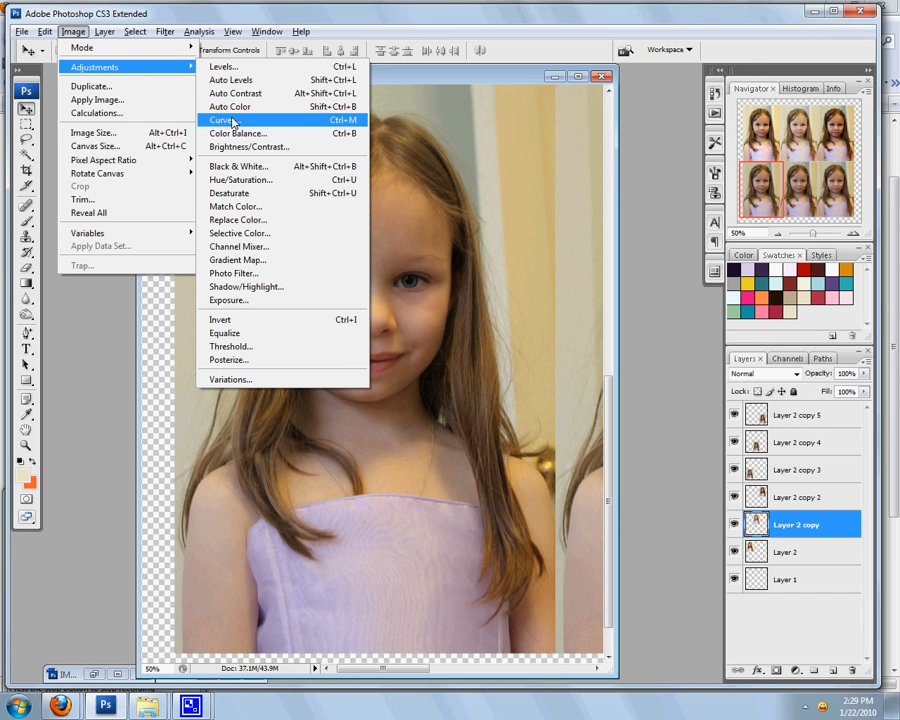 Adobe Photoshop CS3 Extended
File Edit Image Layer Select Filter Analysis View Window Help
Transform Controls
Workspace
Mode
Adjustments
Duplicate...
Apply Image...
Calculations...
Image Size... Alt+Ctrl+I
Canvas Size... Alt+Ctrl+C
Pixel Aspect Ratio
Rotate Canvas
Crop
Trim...
Reveal All
Variables
Apply Data Set...
Trap...
Levels... Ctrl+L
Auto Levels Shift+Ctrl+L
Auto Contrast Alt+Shift+Ctrl+L
Auto Color Shift+Ctrl+B
Curves... Ctrl+M
Color Balance... Ctrl+B
Brightness/Contrast...
Black & White... Alt+Shift+Ctrl+B
Hue/Saturation... Ctrl+U
Desaturate Shift+Ctrl+U
Match Color...
Replace Color...
Selective Color...
Channel Mixer...
Gradient Map...
Photo Filter...
Shadow/Highlight...
Exposure...
Invert Ctrl+I
Equalize
Threshold...
Posterize...
Variations...
Ps
Navigator × Histogram Info
50%
Color Swatches × Styles
Layers × Channels Paths
Normal Opacity: 100%
Lock: Fill: 100%
Layer 2 copy 5
Layer 2 copy 4
Layer 2 copy 3
Layer 2 copy 2
Layer 2 copy
Layer 2
Layer 1
50% Doc: 37.1M/43.9M
IM...
Ps
2:29 PM
1/22/2010